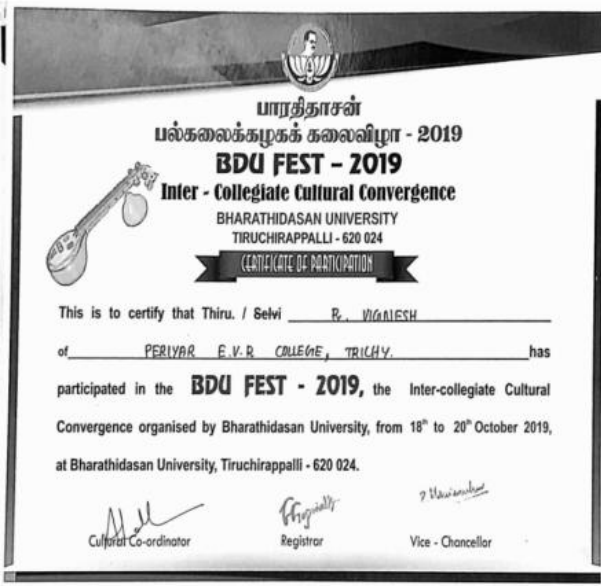 பாரதிதாசன்
பல்கலைக்கழகக் கலைவிழா - 2019
BDU FEST – 2019
Inter - Collegiate Cultural Convergence
BHARATHIDASAN UNIVERSITY
TIRUCHIRAPPALLI - 620 024
CERTIFICATE OF PARTICIPATION
This is to certify that Thiru. / Selvi R. VIGNESH
of PERIYAR E.V.R COLLEGE, TRICHY. has
participated in the BDU FEST - 2019, the Inter-collegiate Cultural
Convergence organised by Bharathidasan University, from 18th to 20th October 2019,
at Bharathidasan University, Tiruchirappalli - 620 024.
Cultural Co-ordinator Registrar Vice - Chancellor